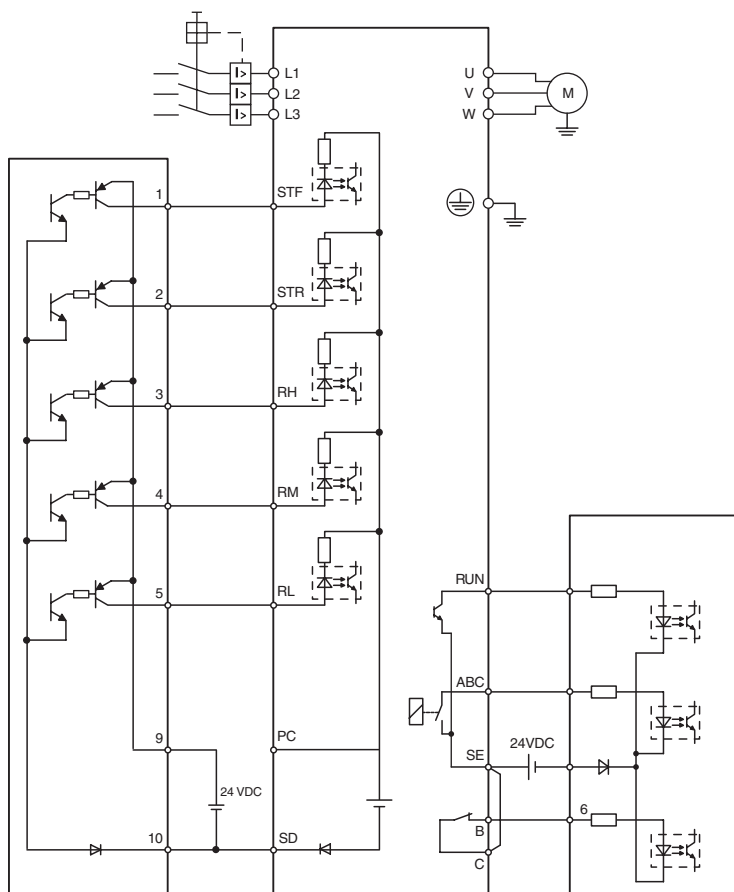 I> L1
I> L2
I> L3
U
V
W
M
1 STF
2 STR
3 RH
4 RM
5 RL
RUN
ABC
9 PC
SE 24VDC
24 VDC
6
B
10 SD
C